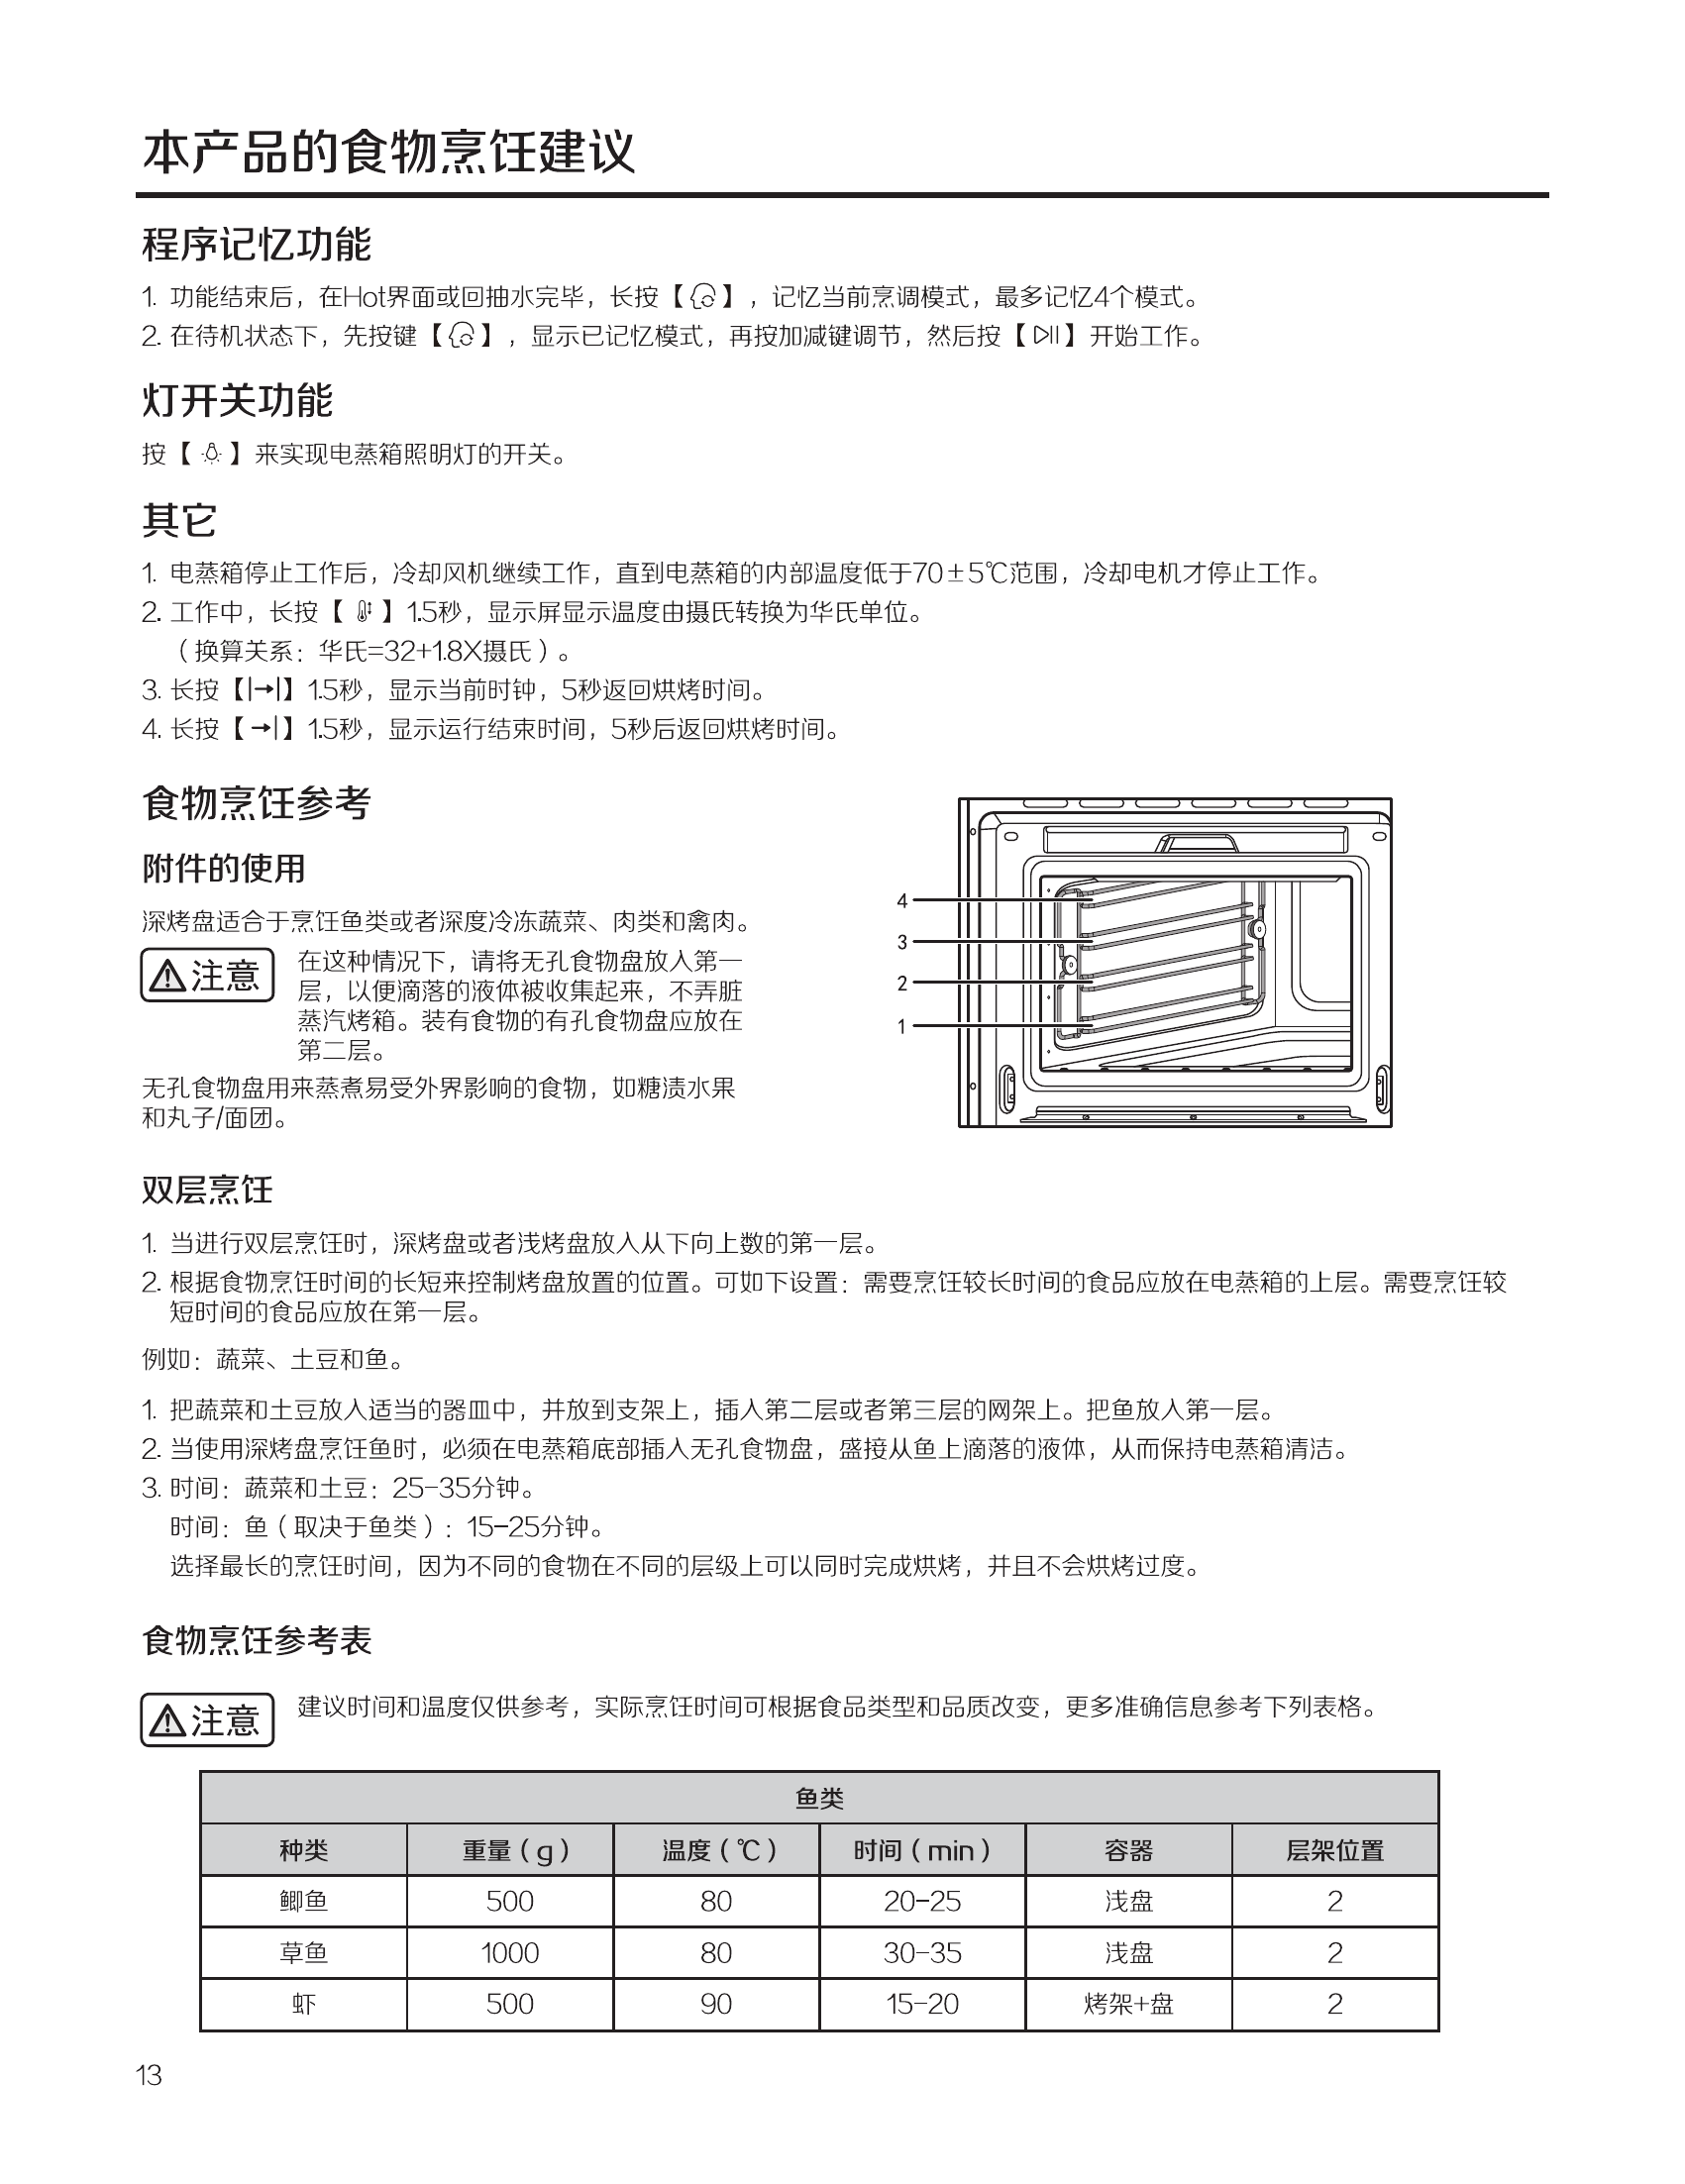 本产品的食物烹饪建议
程序记忆功能
1. 功能结束后，在Hot界面或回抽水完毕，长按【】，记忆当前烹调模式，最多记忆4个模式。
2. 在待机状态下，先按键【】，显示已记忆模式，再按加减键调节，然后按【】开始工作。
灯开关功能
按【】来实现电蒸箱照明灯的开关。
其它
1. 电蒸箱停止工作后，冷却风机继续工作，直到电蒸箱的内部温度低于70±5℃范围，冷却电机才停止工作。
2. 工作中，长按【】1.5秒，显示屏显示温度由摄氏转换为华氏单位。
（换算关系：华氏=32+1.8X摄氏）。
3. 长按【|→|】1.5秒，显示当前时钟，5秒返回烘烤时间。
4. 长按【→|】1.5秒，显示运行结束时间，5秒后返回烘烤时间。
食物烹饪参考
附件的使用
深烤盘适合于烹饪鱼类或者深度冷冻蔬菜、肉类和禽肉。
注意
在这种情况下，请将无孔食物盘放入第一
层，以便滴落的液体被收集起来，不弄脏
蒸汽烤箱。装有食物的有孔食物盘应放在
第二层。
无孔食物盘用来蒸煮易受外界影响的食物，如糖渍水果
和丸子/面团。
4
3
2
1
双层烹饪
1. 当进行双层烹饪时，深烤盘或者浅烤盘放入从下向上数的第一层。
2. 根据食物烹饪时间的长短来控制烤盘放置的位置。可如下设置：需要烹饪较长时间的食品应放在电蒸箱的上层。需要烹饪较
短时间的食品应放在第一层。
例如：蔬菜、土豆和鱼。
1. 把蔬菜和土豆放入适当的器皿中，并放到支架上，插入第二层或者第三层的网架上。把鱼放入第一层。
2. 当使用深烤盘烹饪鱼时，必须在电蒸箱底部插入无孔食物盘，盛接从鱼上滴落的液体，从而保持电蒸箱清洁。
3. 时间：蔬菜和土豆：25-35分钟。
时间：鱼（取决于鱼类）：15-25分钟。
选择最长的烹饪时间，因为不同的食物在不同的层级上可以同时完成烘烤，并且不会烘烤过度。
食物烹饪参考表
注意
建议时间和温度仅供参考，实际烹饪时间可根据食品类型和品质改变，更多准确信息参考下列表格。
鱼类
种类 重量（g） 温度（℃） 时间（min） 容器 层架位置
鲫鱼 500 80 20-25 浅盘 2
草鱼 1000 80 30-35 浅盘 2
虾 500 90 15-20 烤架+盘 2
13